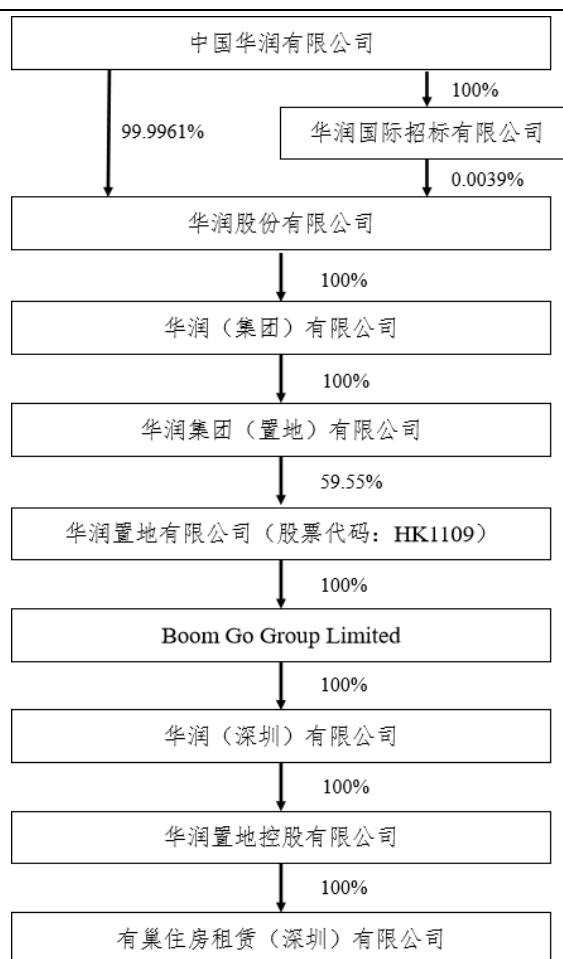 中国华润有限公司
100%
99.9961%
华润国际招标有限公司
0.0039%
华润股份有限公司
100%
华润（集团）有限公司
100%
华润集团（置地）有限公司
59.55%
华润置地有限公司（股票代码：HK1109）
100%
Boom Go Group Limited
100%
华润（深圳）有限公司
100%
华润置地控股有限公司
100%
有巢住房租赁（深圳）有限公司